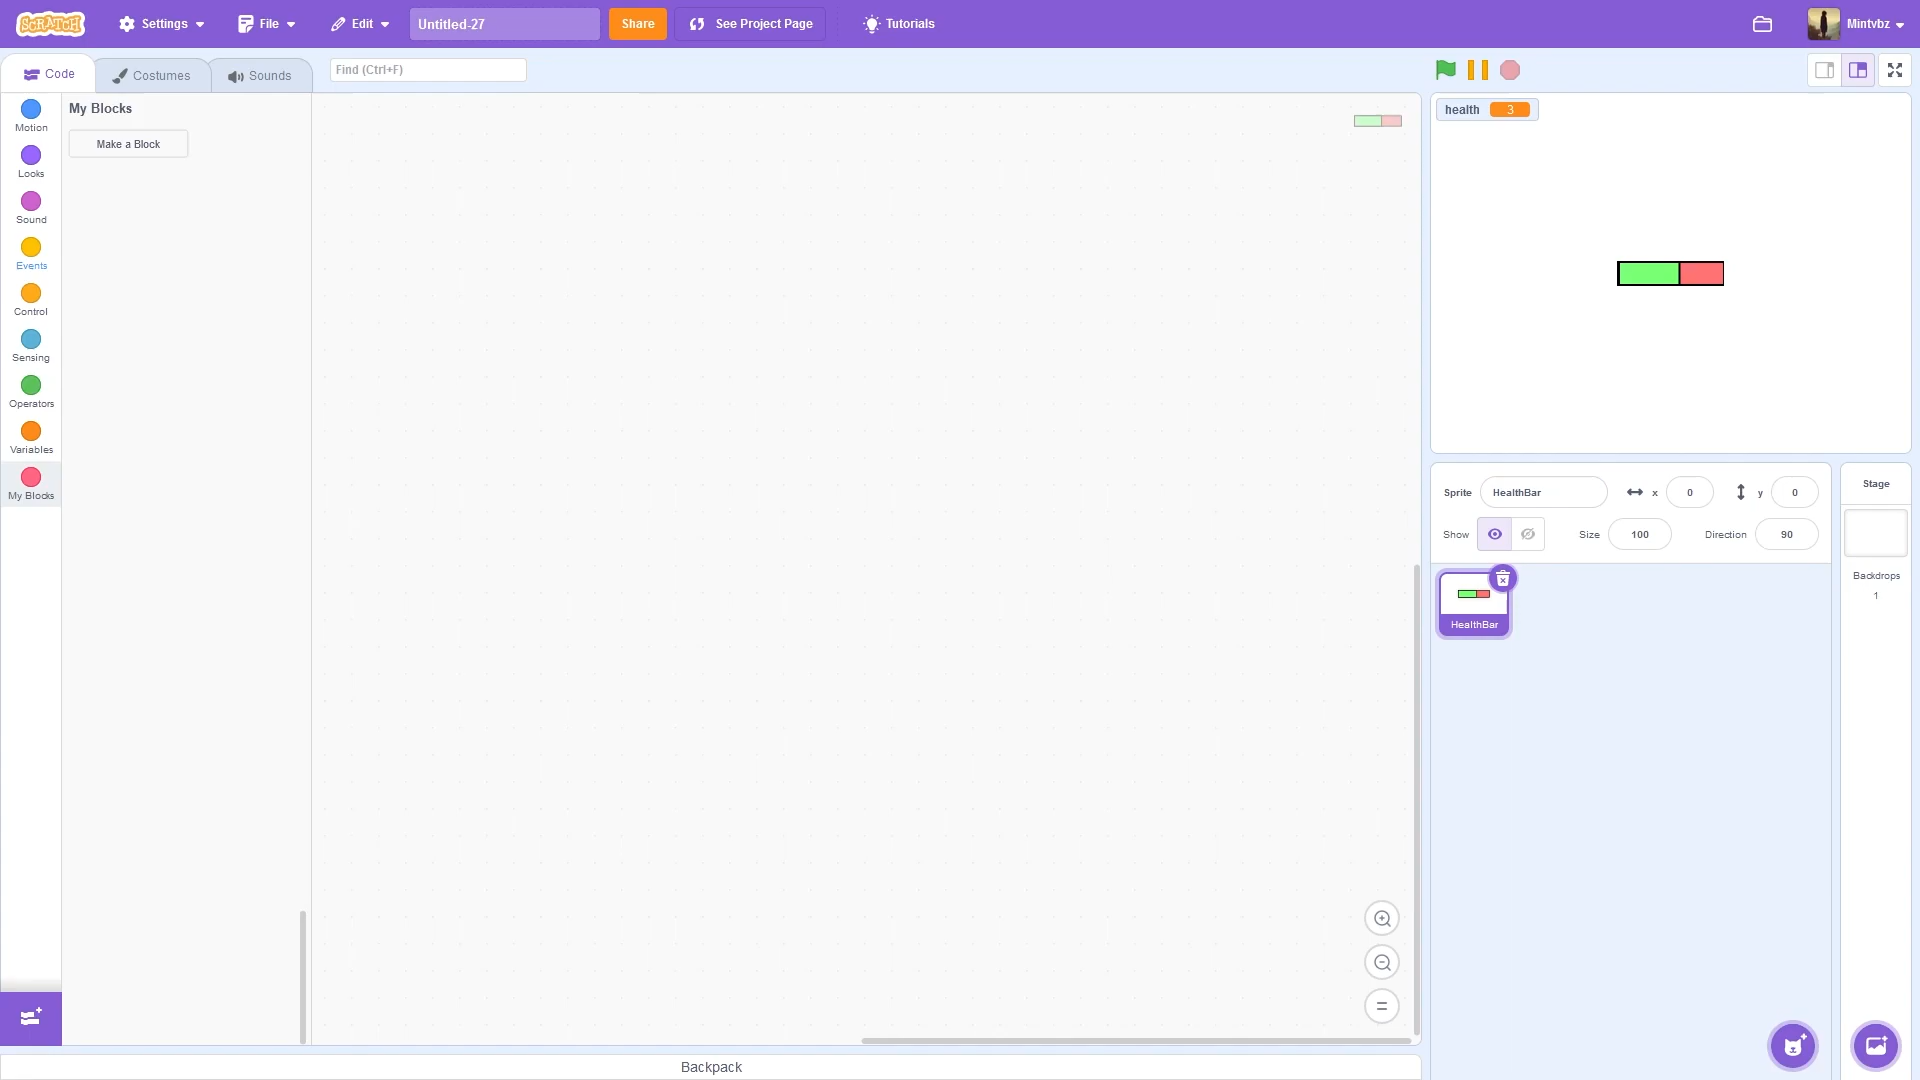 SCRATCH
Settings
File
Edit
Untitled-27
Share
See Project Page
Tutorials
Mintvbz
Code
Costumes
Sounds
Find (Ctrl+F)
Motion
Looks
Sound
Events
Control
Sensing
Operators
Variables
My Blocks
My Blocks
Make a Block
health 3
Sprite HealthBar x 0 y 0
Show Size 100 Direction 90
HealthBar
Stage
Backdrops
1
Backpack